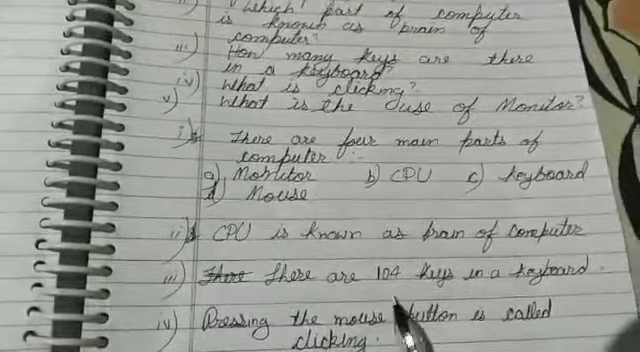 ii) Which part of computer
is known as brain of
computer?
iii) How many keys are there
in a keyboard?
iv) What is clicking?
v) What is the use of Monitor?
i) There are four main parts of
computer :-
a) Monitor b) CPU c) Keyboard
d) Mouse
ii) CPU is known as brain of computer
iii) There are 104 keys in a keyboard.
iv) Pressing the mouse button is called
clicking.